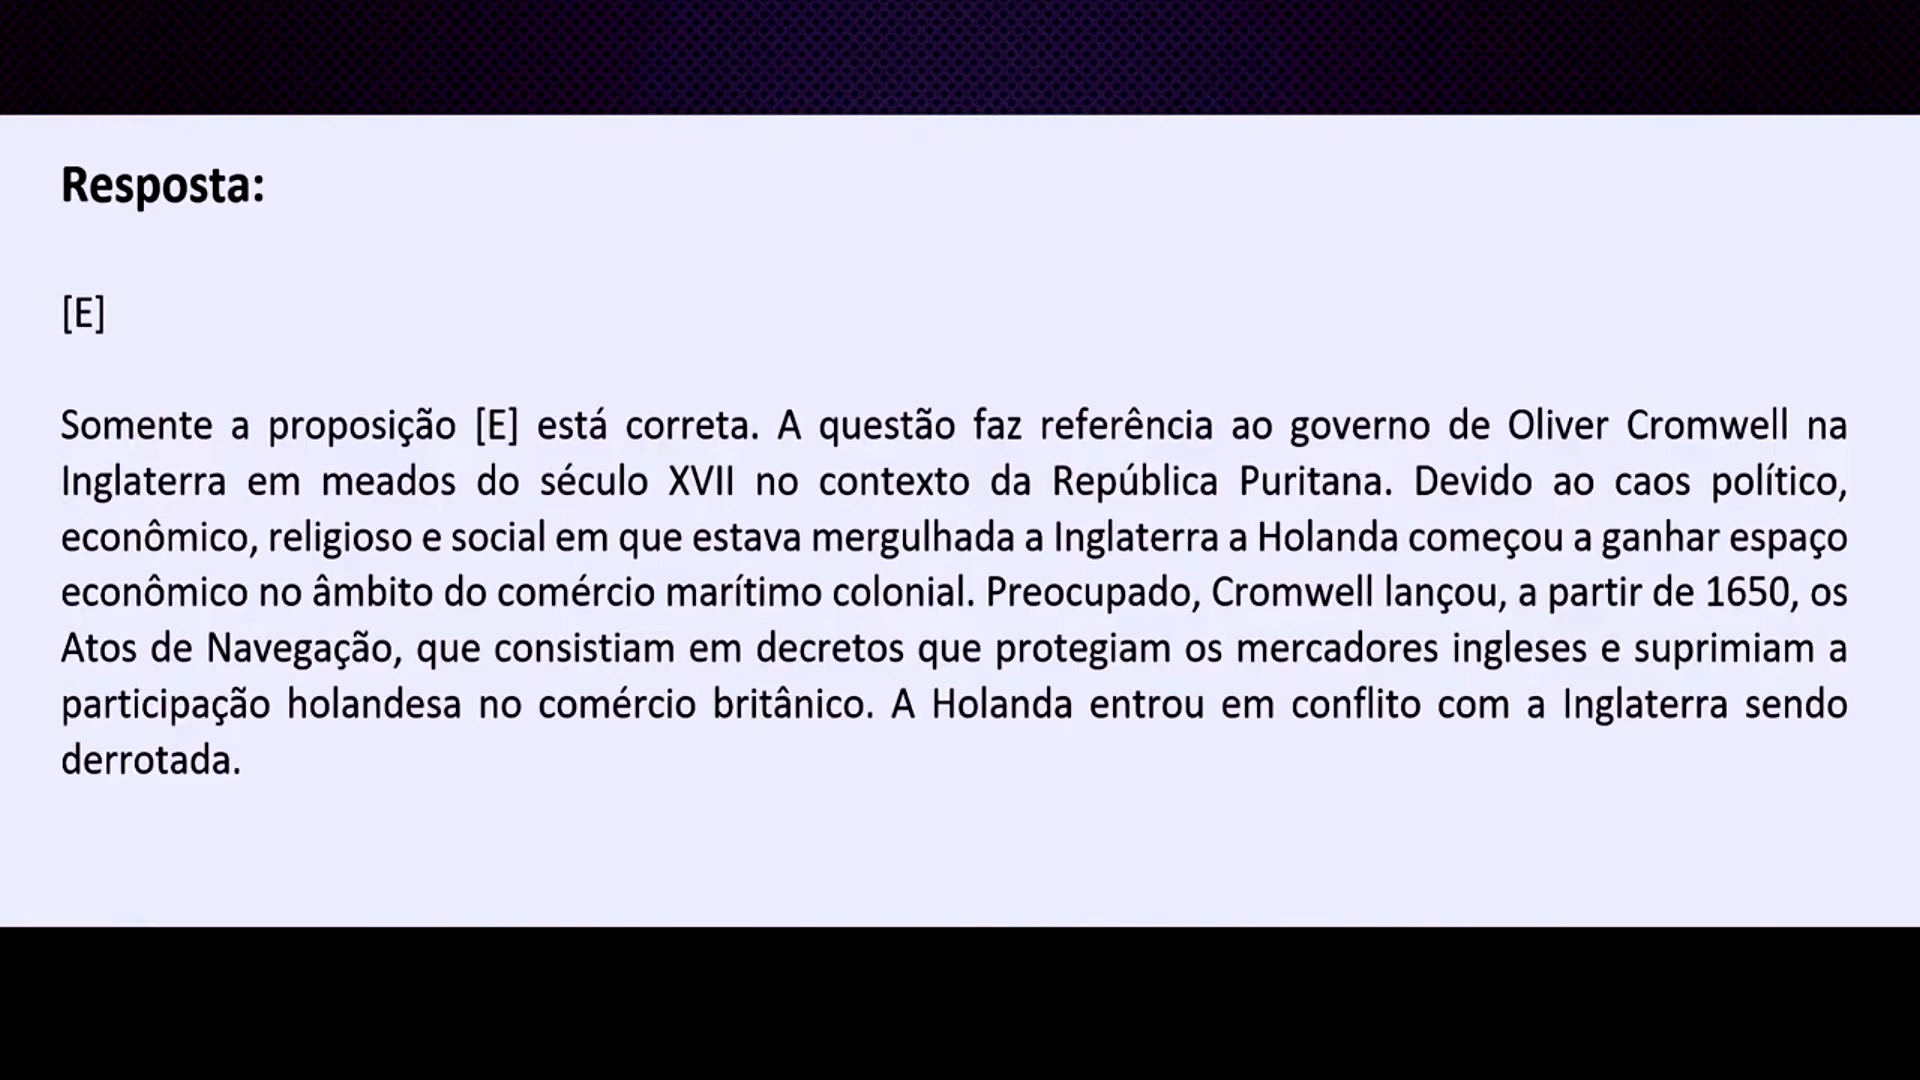 Resposta:
[E]
Somente a proposição [E] está correta. A questão faz referência ao governo de Oliver Cromwell na
Inglaterra em meados do século XVII no contexto da República Puritana. Devido ao caos político,
econômico, religioso e social em que estava mergulhada a Inglaterra a Holanda começou a ganhar espaço
econômico no âmbito do comércio marítimo colonial. Preocupado, Cromwell lançou, a partir de 1650, os
Atos de Navegação, que consistiam em decretos que protegiam os mercadores ingleses e suprimiam a
participação holandesa no comércio britânico. A Holanda entrou em conflito com a Inglaterra sendo
derrotada.